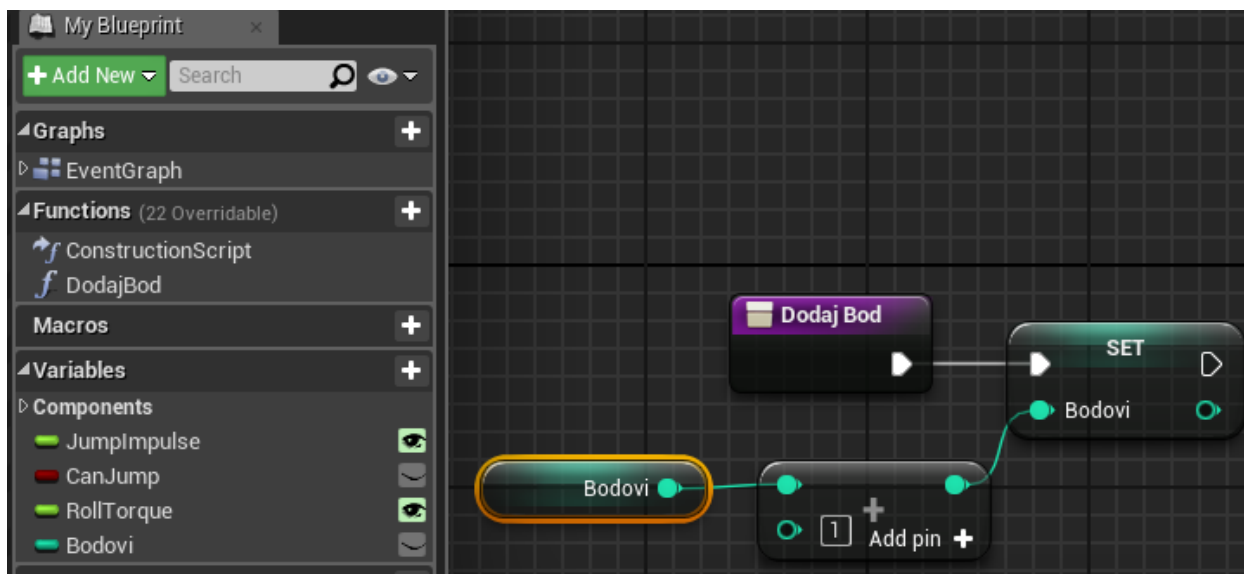 My Blueprint
Add New
Search
Graphs
EventGraph
Functions (22 Overridable)
ConstructionScript
DodajBod
Macros
Variables
Components
JumpImpulse
CanJump
RollTorque
Bodovi
Dodaj Bod
SET
Bodovi
Bodovi
1
Add pin